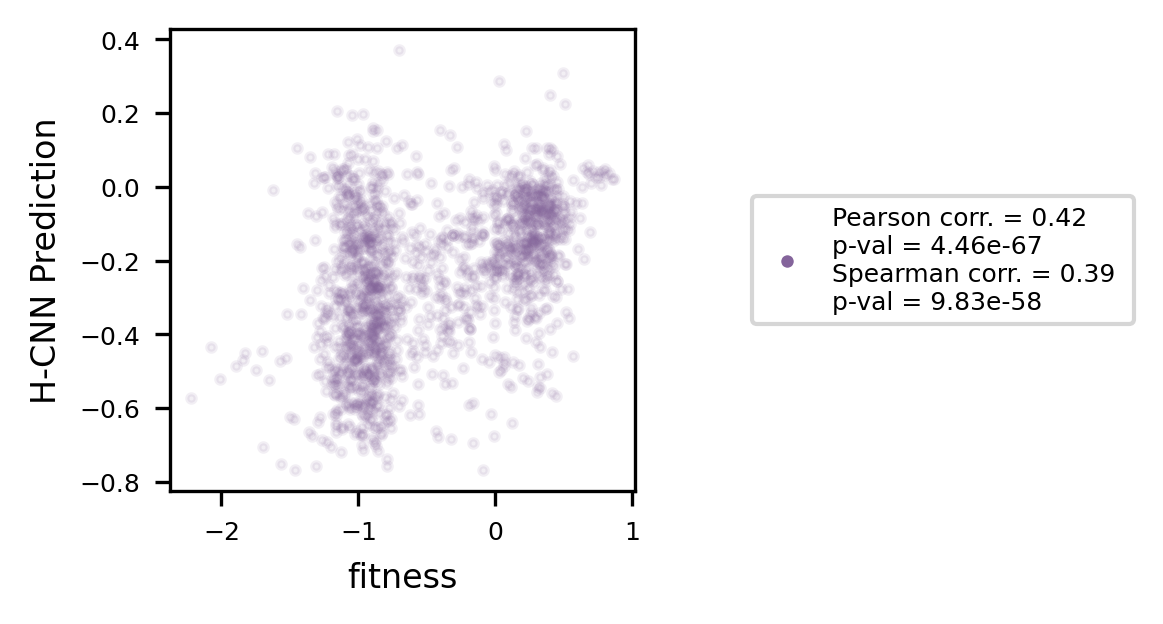 0.4
0.2
0.0
−0.2
−0.4
−0.6
−0.8
H-CNN Prediction
−2
−1
0
1
fitness
Pearson corr. = 0.42
p-val = 4.46e-67
Spearman corr. = 0.39
p-val = 9.83e-58